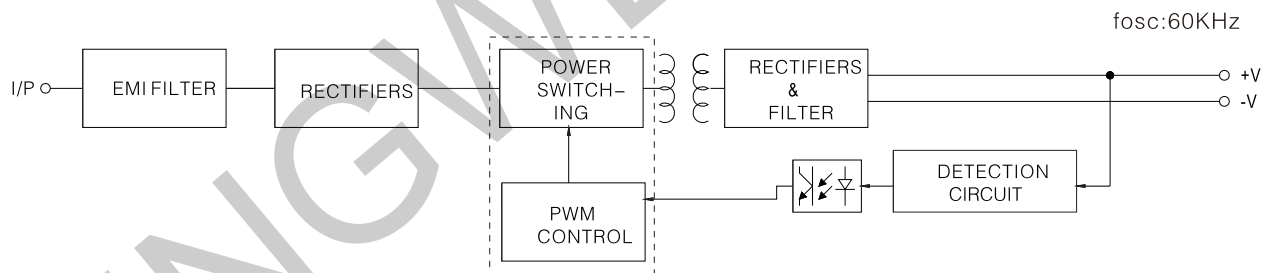 fosc:60KHz
I/P
EMI FILTER
RECTIFIERS
POWER
SWITCH-
ING
RECTIFIERS
&
FILTER
+V
-V
DETECTION
CIRCUIT
PWM
CONTROL